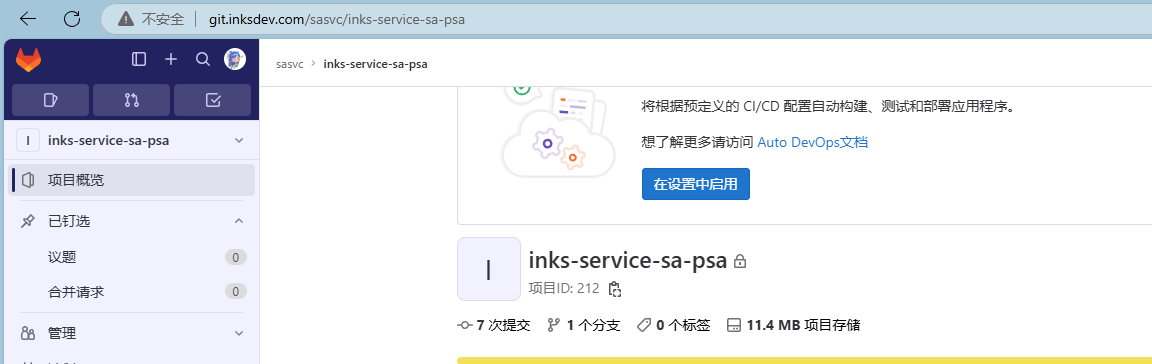 不安全 git.inksdev.com/sasvc/inks-service-sa-psa
sasvc › inks-service-sa-psa
I inks-service-sa-psa
项目概览
已钉选
议题 0
合并请求 0
管理
将根据预定义的 CI/CD 配置自动构建、测试和部署应用程序。
想了解更多请访问 Auto DevOps文档
在设置中启用
I
inks-service-sa-psa
项目ID: 212
7 次提交 1 个分支 0 个标签 11.4 MB 项目存储